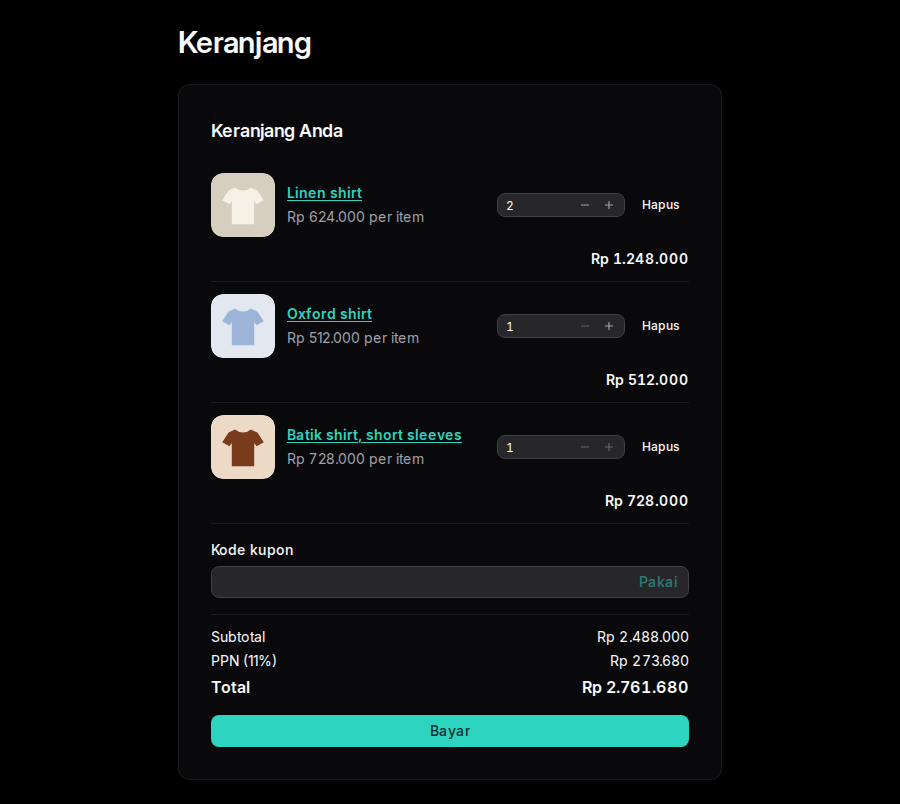 Keranjang
Keranjang Anda
Linen shirt
Rp 624.000 per item
2
Hapus
Rp 1.248.000
Oxford shirt
Rp 512.000 per item
1
Hapus
Rp 512.000
Batik shirt, short sleeves
Rp 728.000 per item
1
Hapus
Rp 728.000
Kode kupon
Pakai
Subtotal Rp 2.488.000
PPN (11%) Rp 273.680
Total Rp 2.761.680
Bayar